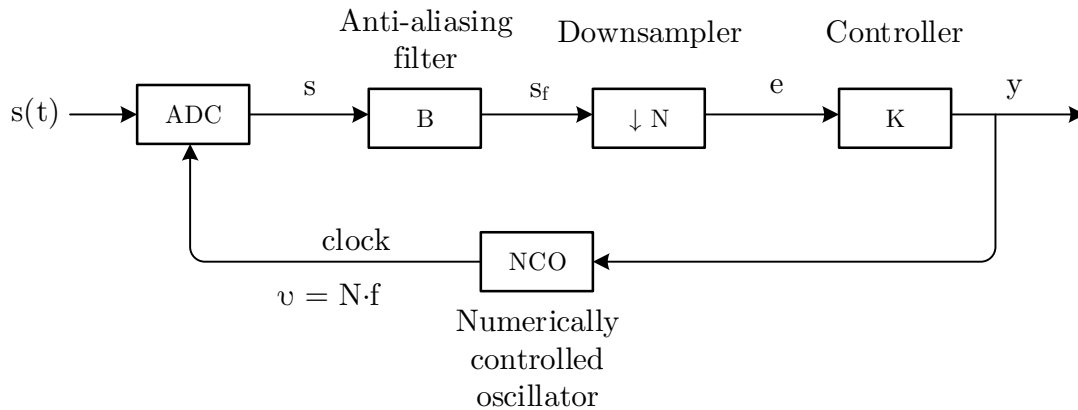 Anti-aliasing
filter
Downsampler
Controller
s(t)
ADC
s
B
s_f
↓ N
e
K
y
clock
υ = N·f
NCO
Numerically
controlled
oscillator